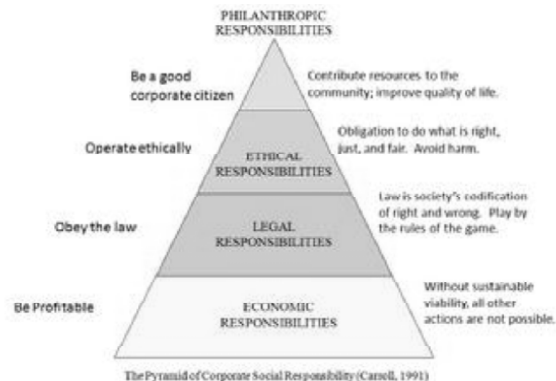 PHILANTHROPIC
RESPONSIBILITIES
Be a good
corporate citizen
Contribute resources to the
community; improve quality of life.
Operate ethically
ETHICAL
RESPONSIBILITIES
Obligation to do what is right,
just, and fair. Avoid harm.
Obey the law
LEGAL
RESPONSIBILITIES
Law is society's codification
of right and wrong. Play by
the rules of the game.
Be Profitable
ECONOMIC
RESPONSIBILITIES
Without sustainable
viability, all other
actions are not possible.
The Pyramid of Corporate Social Responsibility (Carroll, 1991)